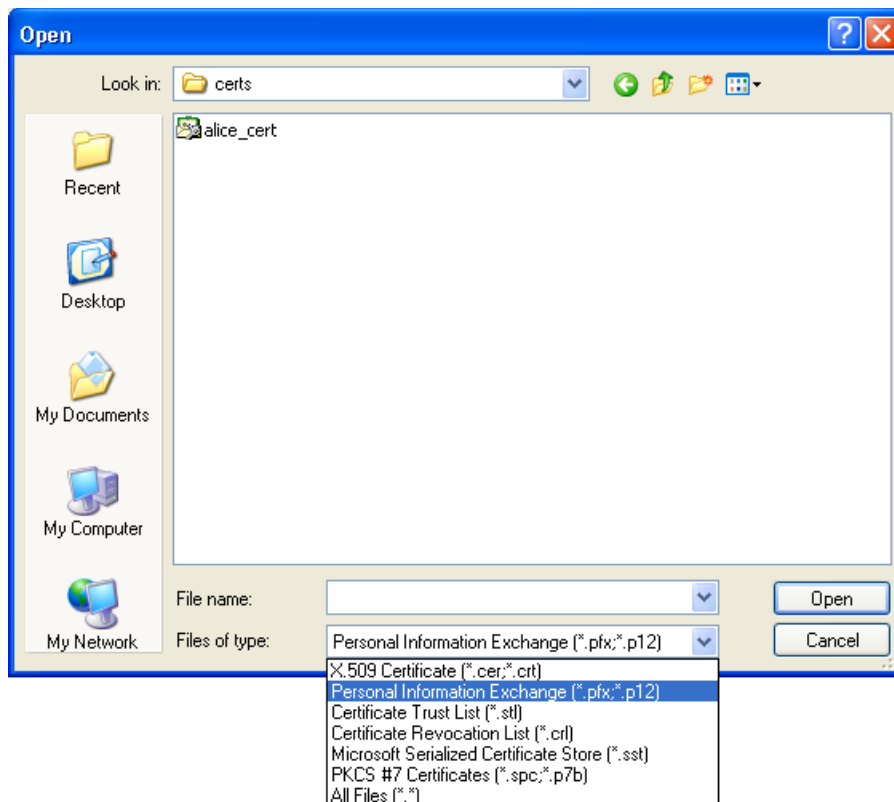 Open
Look in:
certs
alice_cert
Recent
Desktop
My Documents
My Computer
My Network
File name:
Open
Files of type:
Personal Information Exchange (*.pfx;*.p12)
Cancel
X.509 Certificate (*.cer;*.crt)
Personal Information Exchange (*.pfx;*.p12)
Certificate Trust List (*.stl)
Certificate Revocation List (*.crl)
Microsoft Serialized Certificate Store (*.sst)
PKCS #7 Certificates (*.spc;*.p7b)
All Files (*.*)